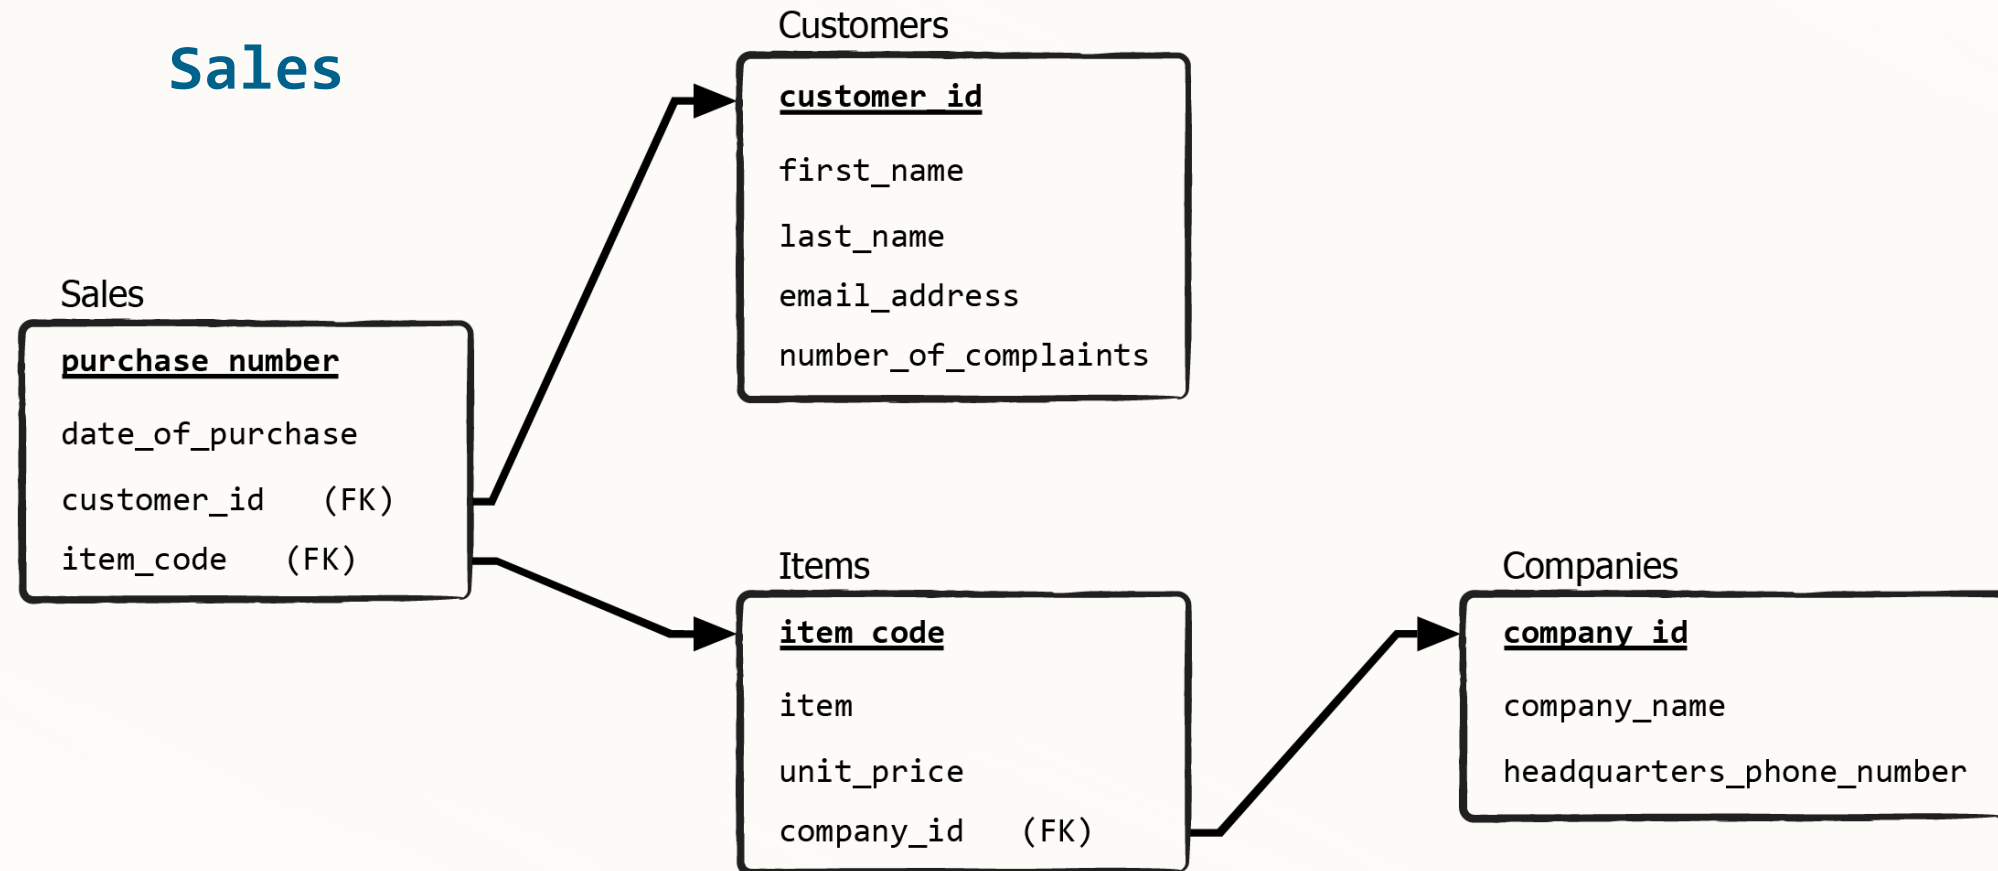 Sales
Customers
customer_id
first_name
last_name
email_address
number_of_complaints
Sales
purchase_number
date_of_purchase
customer_id (FK)
item_code (FK)
Items
item_code
item
unit_price
company_id (FK)
Companies
company_id
company_name
headquarters_phone_number